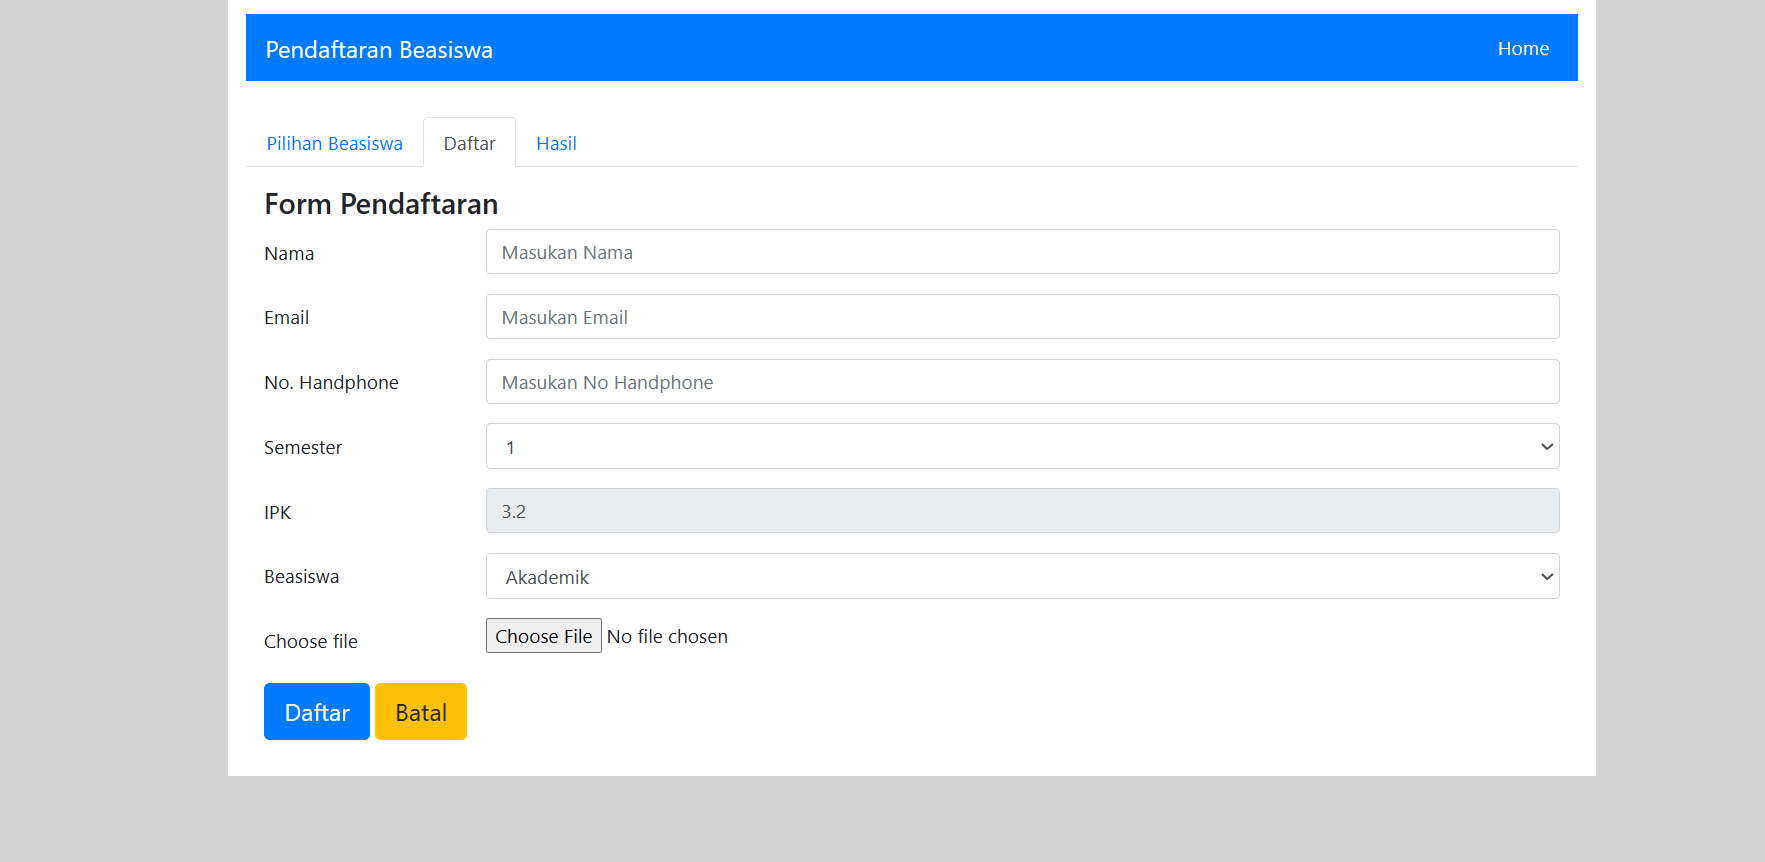 Pendaftaran Beasiswa Home
Pilihan Beasiswa Daftar Hasil
Form Pendaftaran
Nama Masukan Nama
Email Masukan Email
No. Handphone Masukan No Handphone
Semester 1
IPK 3.2
Beasiswa Akademik
Choose file Choose File No file chosen
Daftar Batal